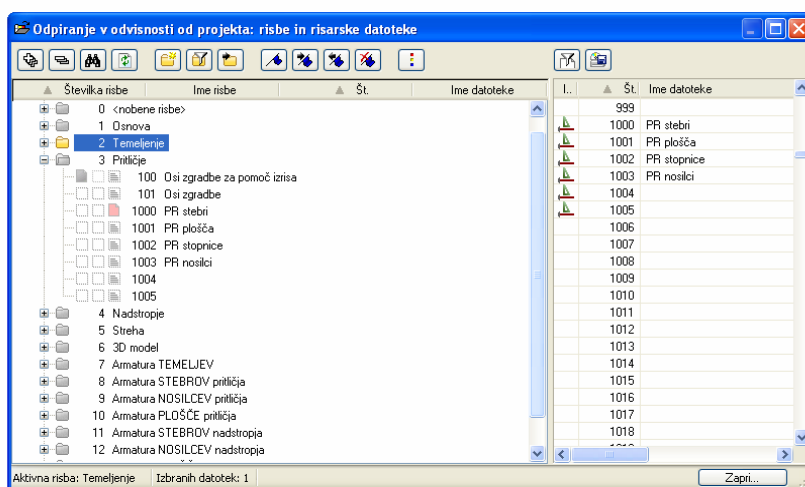 Odpiranje v odvisnosti od projekta: risbe in risarske datoteke
Številka risbe Ime risbe Št. Ime datoteke
0 <nobene risbe>
1 Osnova
2 Temeljenje
3 Pritličje
100 Osi zgradbe za pomoč izrisa
101 Osi zgradbe
1000 PR stebri
1001 PR plošča
1002 PR stopnice
1003 PR nosilci
1004
1005
4 Nadstropje
5 Streha
6 3D model
7 Armatura TEMELJEV
8 Armatura STEBROV pritličja
9 Armatura NOSILCEV pritličja
10 Armatura PLOŠČE pritličja
11 Armatura STEBROV nadstropja
12 Armatura NOSILCEV nadstropja
I.. Št. Ime datoteke
999
1000 PR stebri
1001 PR plošča
1002 PR stopnice
1003 PR nosilci
1004
1005
1006
1007
1008
1009
1010
1011
1012
1013
1014
1015
1016
1017
1018
Aktivna risba: Temeljenje Izbranih datotek: 1 Zapri...